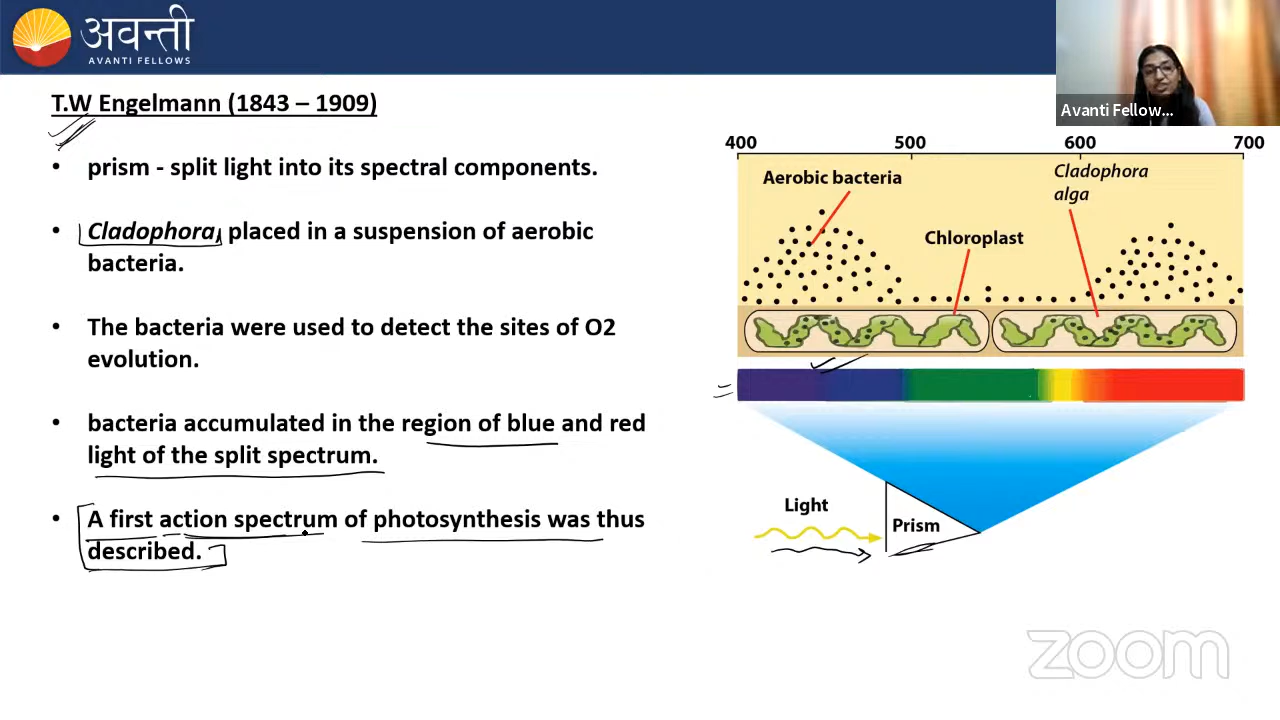 अवन्ती
AVANTI FELLOWS
Avanti Fellow...
T.W Engelmann (1843 – 1909)
• prism - split light into its spectral components.
• Cladophora, placed in a suspension of aerobic
bacteria.
• The bacteria were used to detect the sites of O2
evolution.
• bacteria accumulated in the region of blue and red
light of the split spectrum.
• A first action spectrum of photosynthesis was thus
described.
400 500 600 700
Aerobic bacteria
Cladophora
alga
Chloroplast
Light
Prism
zoom